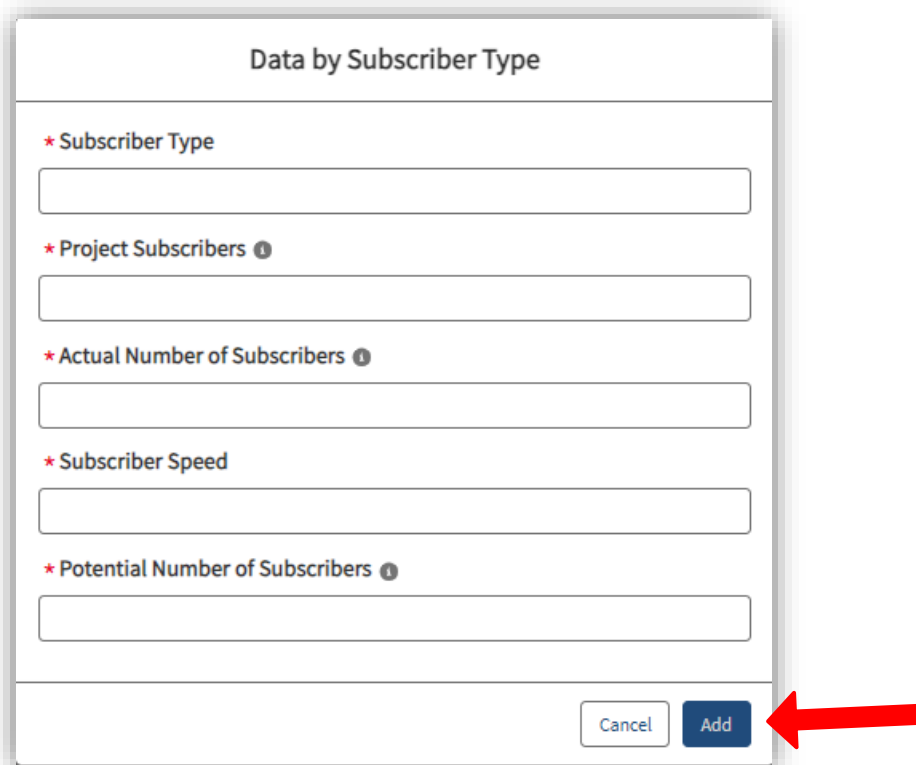 Data by Subscriber Type
* Subscriber Type
* Project Subscribers
* Actual Number of Subscribers
* Subscriber Speed
* Potential Number of Subscribers
Cancel Add